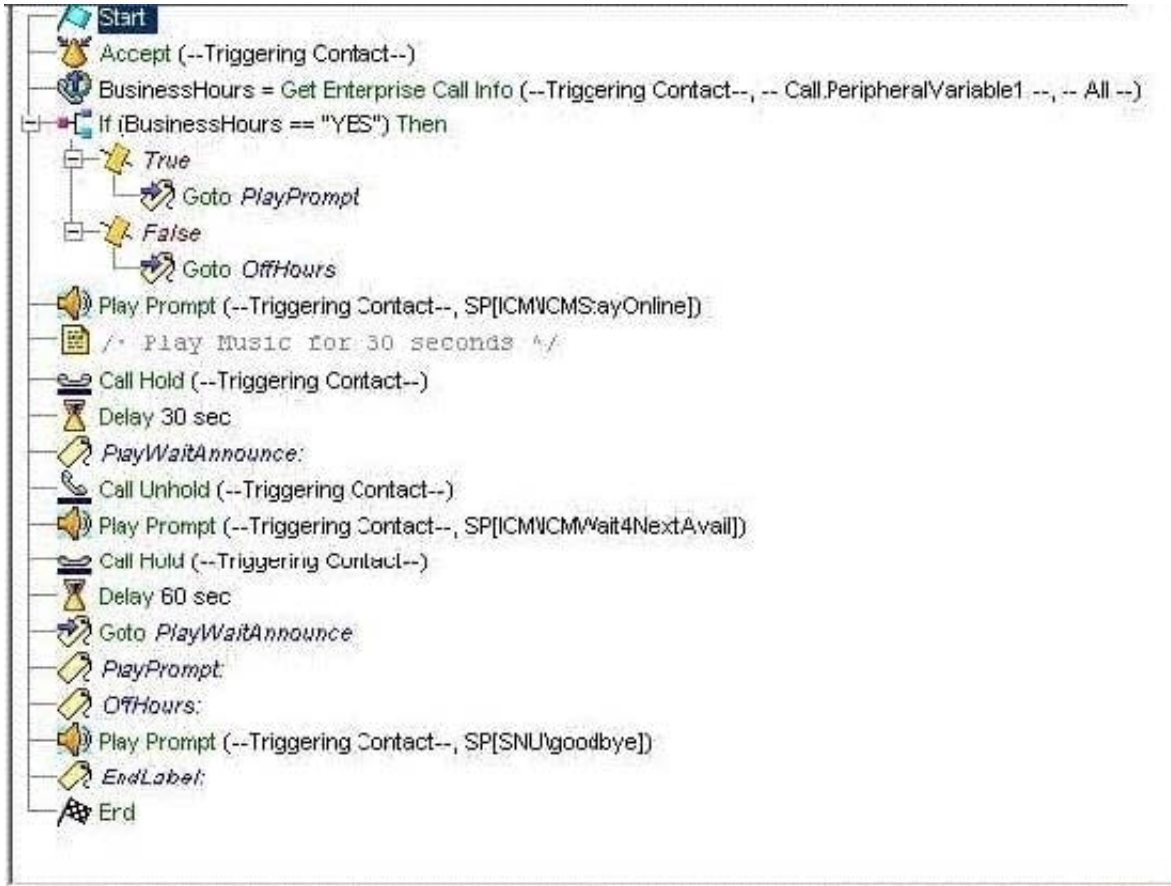 Start
Accept (--Triggering Contact--)
BusinessHours = Get Enterprise Call Info (--Triggering Contact--, -- Call.PeripheralVariable1 --, -- All --)
If (BusinessHours == "YES") Then
True
Goto PlayPrompt
False
Goto OffHours
Play Prompt (--Triggering Contact--, SP[ICM\ICMStayOnline])
/* Play Music for 30 seconds */
Call Hold (--Triggering Contact--)
Delay 30 sec
PlayWaitAnnounce:
Call Unhold (--Triggering Contact--)
Play Prompt (--Triggering Contact--, SP[ICM\ICMWait4NextAvail])
Call Hold (--Triggering Contact--)
Delay 60 sec
Goto PlayWaitAnnounce
PlayPrompt:
OffHours:
Play Prompt (--Triggering Contact--, SP[SNU\goodbye])
EndLabel:
End